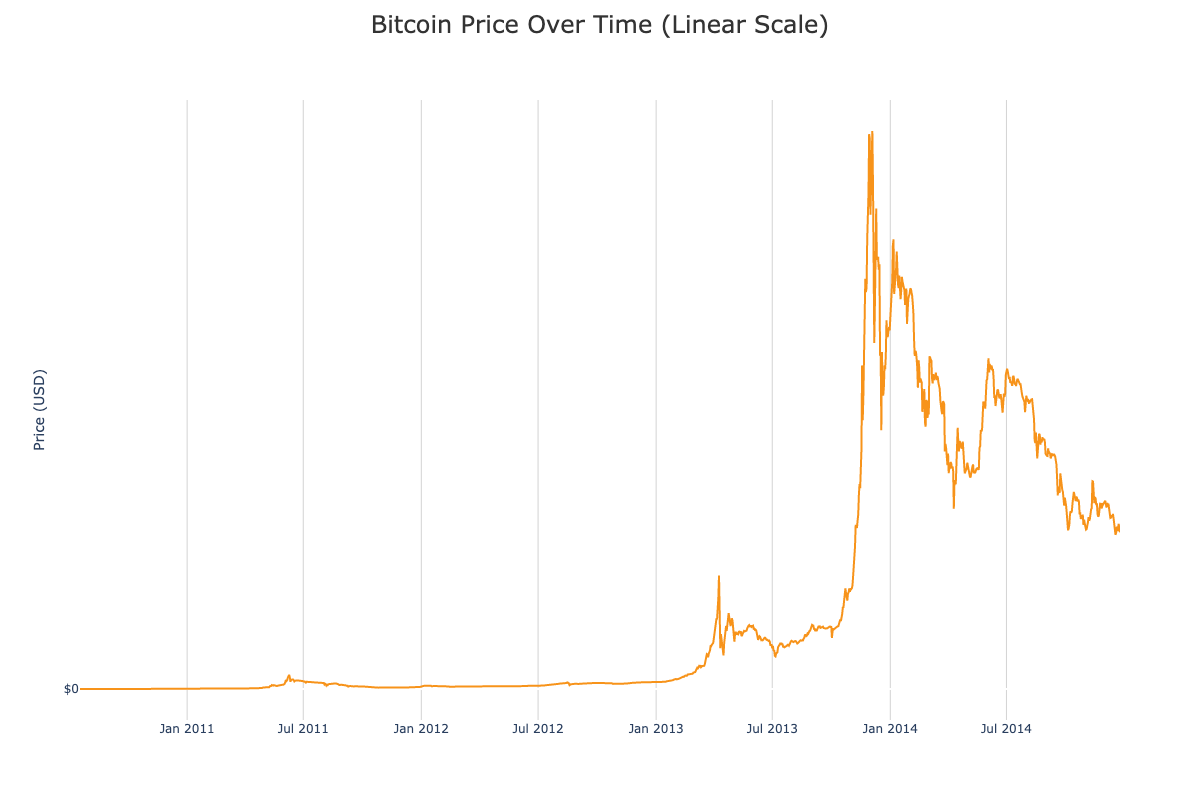 Bitcoin Price Over Time (Linear Scale)
Price (USD)
$0
Jan 2011
Jul 2011
Jan 2012
Jul 2012
Jan 2013
Jul 2013
Jan 2014
Jul 2014